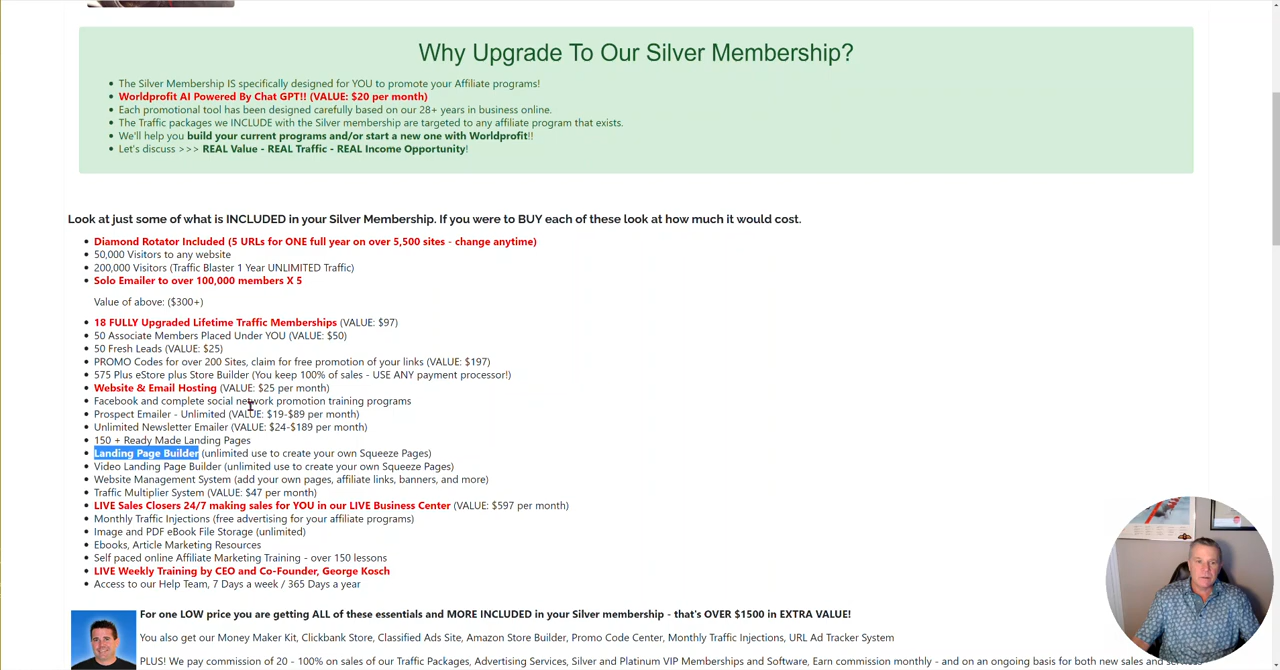 Why Upgrade To Our Silver Membership?
The Silver Membership IS specifically designed for YOU to promote your Affiliate programs!
Worldprofit AI Powered By Chat GPT!! (VALUE: $20 per month)
Each promotional tool has been designed carefully based on our 28+ years in business online.
The Traffic packages we INCLUDE with the Silver membership are targeted to any affiliate program that exists.
We'll help you build your current programs and/or start a new one with Worldprofit!!
Let's discuss >>> REAL Value - REAL Traffic - REAL Income Opportunity!
Look at just some of what is INCLUDED in your Silver Membership. If you were to BUY each of these look at how much it would cost.
Diamond Rotator Included (5 URLs for ONE full year on over 5,500 sites - change anytime)
50,000 Visitors to any website
200,000 Visitors (Traffic Blaster 1 Year UNLIMITED Traffic)
Solo Emailer to over 100,000 members X 5
Value of above: ($300+)
18 FULLY Upgraded Lifetime Traffic Memberships (VALUE: $97)
50 Associate Members Placed Under YOU (VALUE: $50)
50 Fresh Leads (VALUE: $25)
PROMO Codes for over 200 Sites, claim for free promotion of your links (VALUE: $197)
575 Plus eStore plus Store Builder (You keep 100% of sales - USE ANY payment processor!)
Website & Email Hosting (VALUE: $25 per month)
Facebook and complete social network promotion training programs
Prospect Emailer - Unlimited (VALUE: $19-$89 per month)
Unlimited Newsletter Emailer (VALUE: $24-$189 per month)
150 + Ready Made Landing Pages
Landing Page Builder (unlimited use to create your own Squeeze Pages)
Video Landing Page Builder (unlimited use to create your own Squeeze Pages)
Website Management System (add your own pages, affiliate links, banners, and more)
Traffic Multiplier System (VALUE: $47 per month)
LIVE Sales Closers 24/7 making sales for YOU in our LIVE Business Center (VALUE: $597 per month)
Monthly Traffic Injections (free advertising for your affiliate programs)
Image and PDF eBook File Storage (unlimited)
Ebooks, Article Marketing Resources
Self paced online Affiliate Marketing Training - over 150 lessons
LIVE Weekly Training by CEO and Co-Founder, George Kosch
Access to our Help Team, 7 Days a week / 365 Days a year
For one LOW price you are getting ALL of these essentials and MORE INCLUDED in your Silver membership - that's OVER $1500 in EXTRA VALUE!
You also get our Money Maker Kit, Clickbank Store, Classified Ads Site, Amazon Store Builder, Promo Code Center, Monthly Traffic Injections, URL Ad Tracker System
PLUS! We pay commission of 20 - 100% on sales of our Traffic Packages, Advertising Services, Silver and Platinum VIP Memberships and Software, Earn commission monthly - and on an ongoing basis for both new sales and